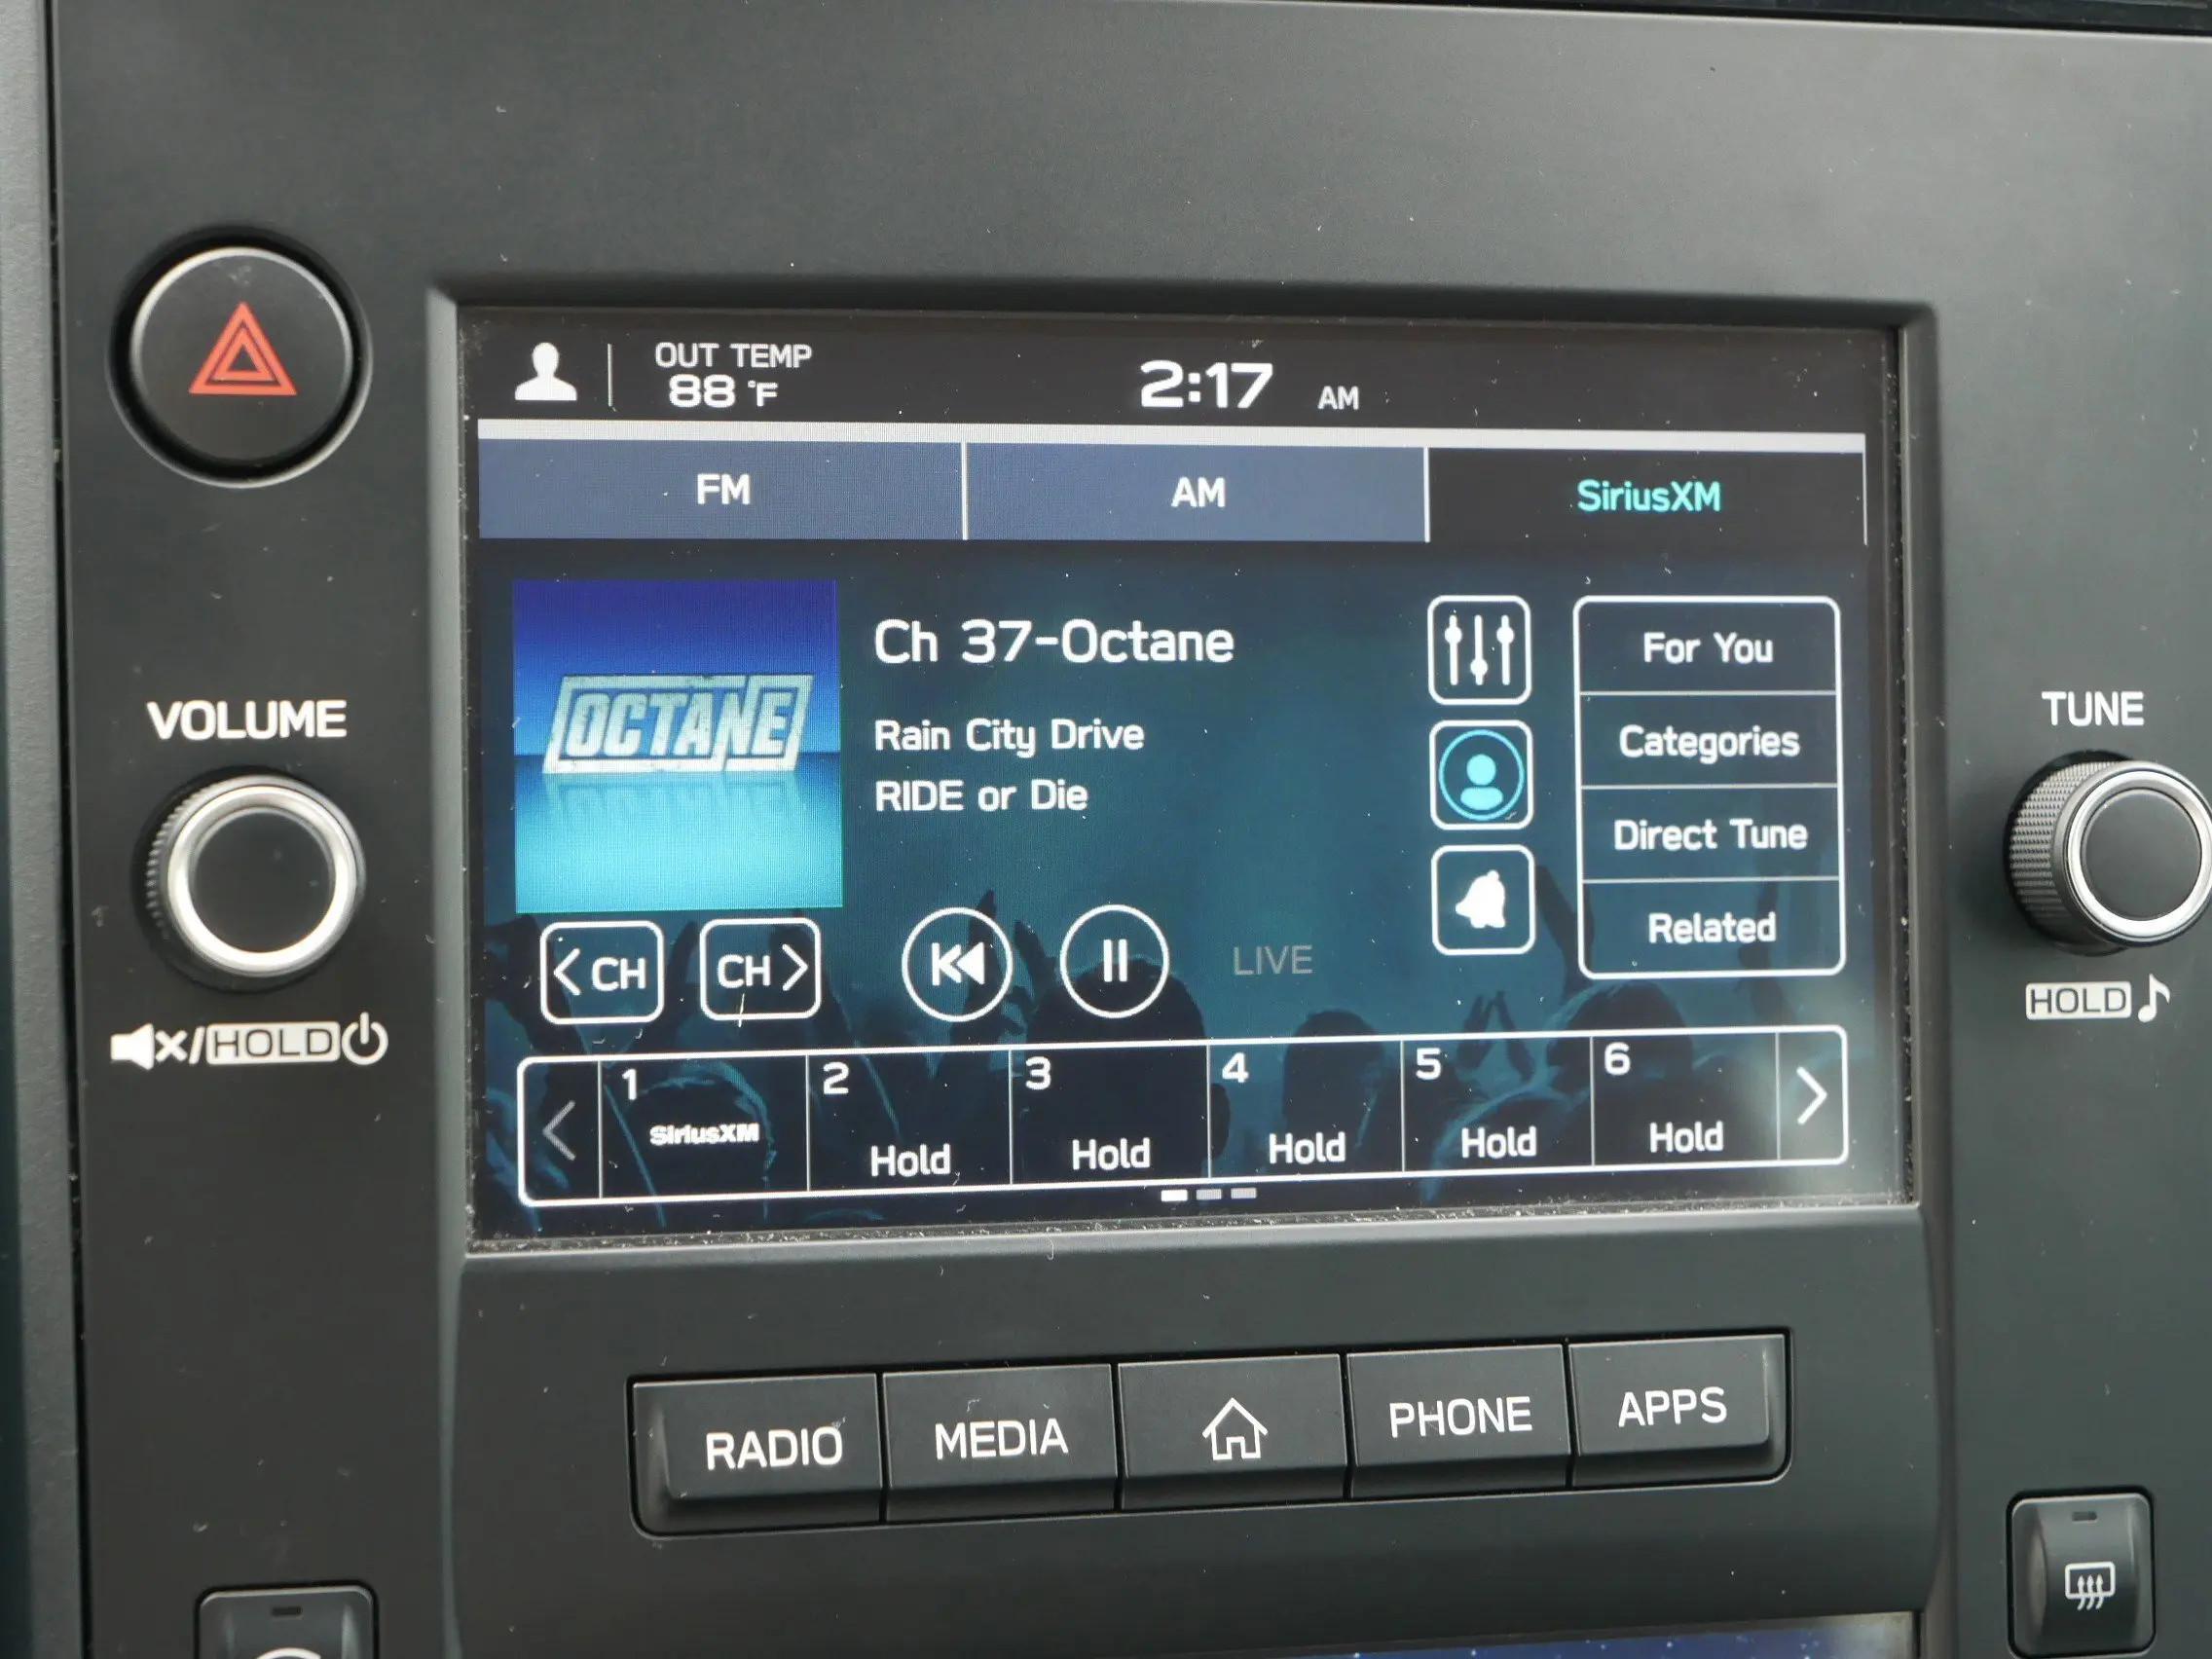 OUT TEMP
88 °F
2:17 AM
FM
AM
SiriusXM
OCTANE
Ch 37-Octane
Rain City Drive
RIDE or Die
For You
Categories
Direct Tune
Related
VOLUME
HOLD
TUNE
HOLD
CH
CH
LIVE
1
SiriusXM
2
Hold
3
Hold
4
Hold
5
Hold
6
Hold
RADIO
MEDIA
PHONE
APPS